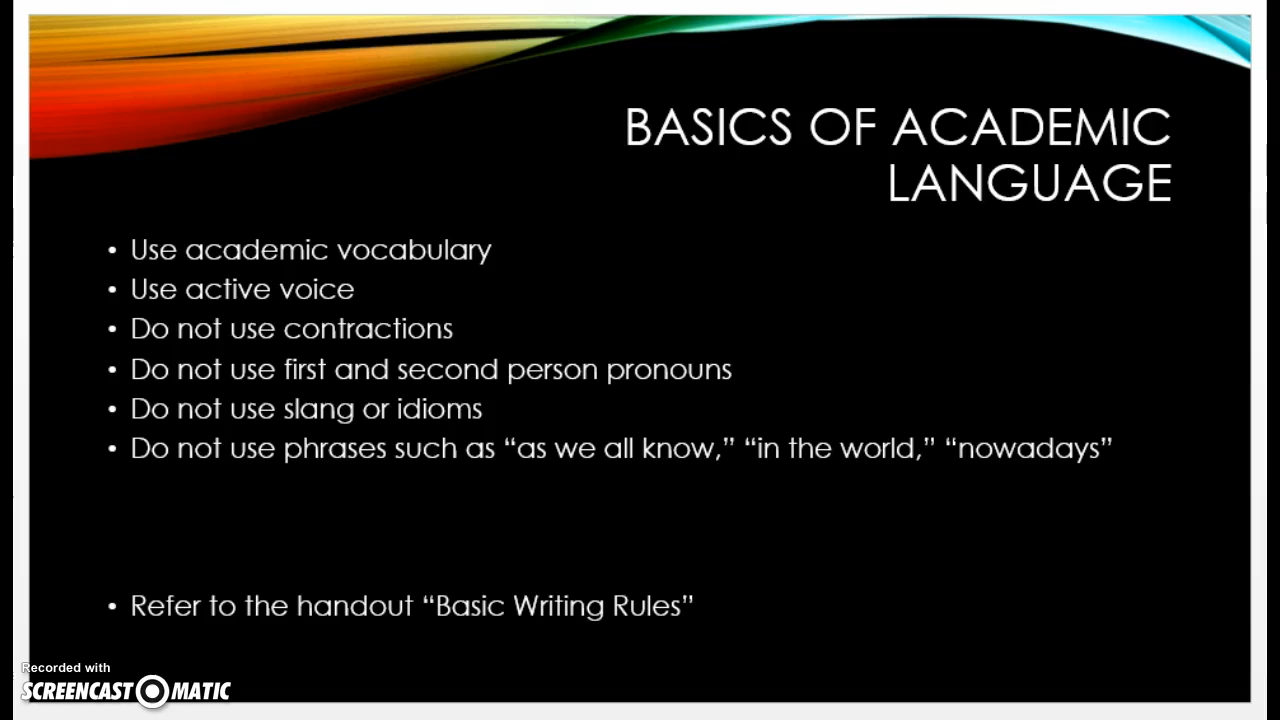 BASICS OF ACADEMIC
LANGUAGE
• Use academic vocabulary
• Use active voice
• Do not use contractions
• Do not use first and second person pronouns
• Do not use slang or idioms
• Do not use phrases such as “as we all know,” “in the world,” “nowadays”
• Refer to the handout “Basic Writing Rules”
Recorded with
SCREENCAST MATIC